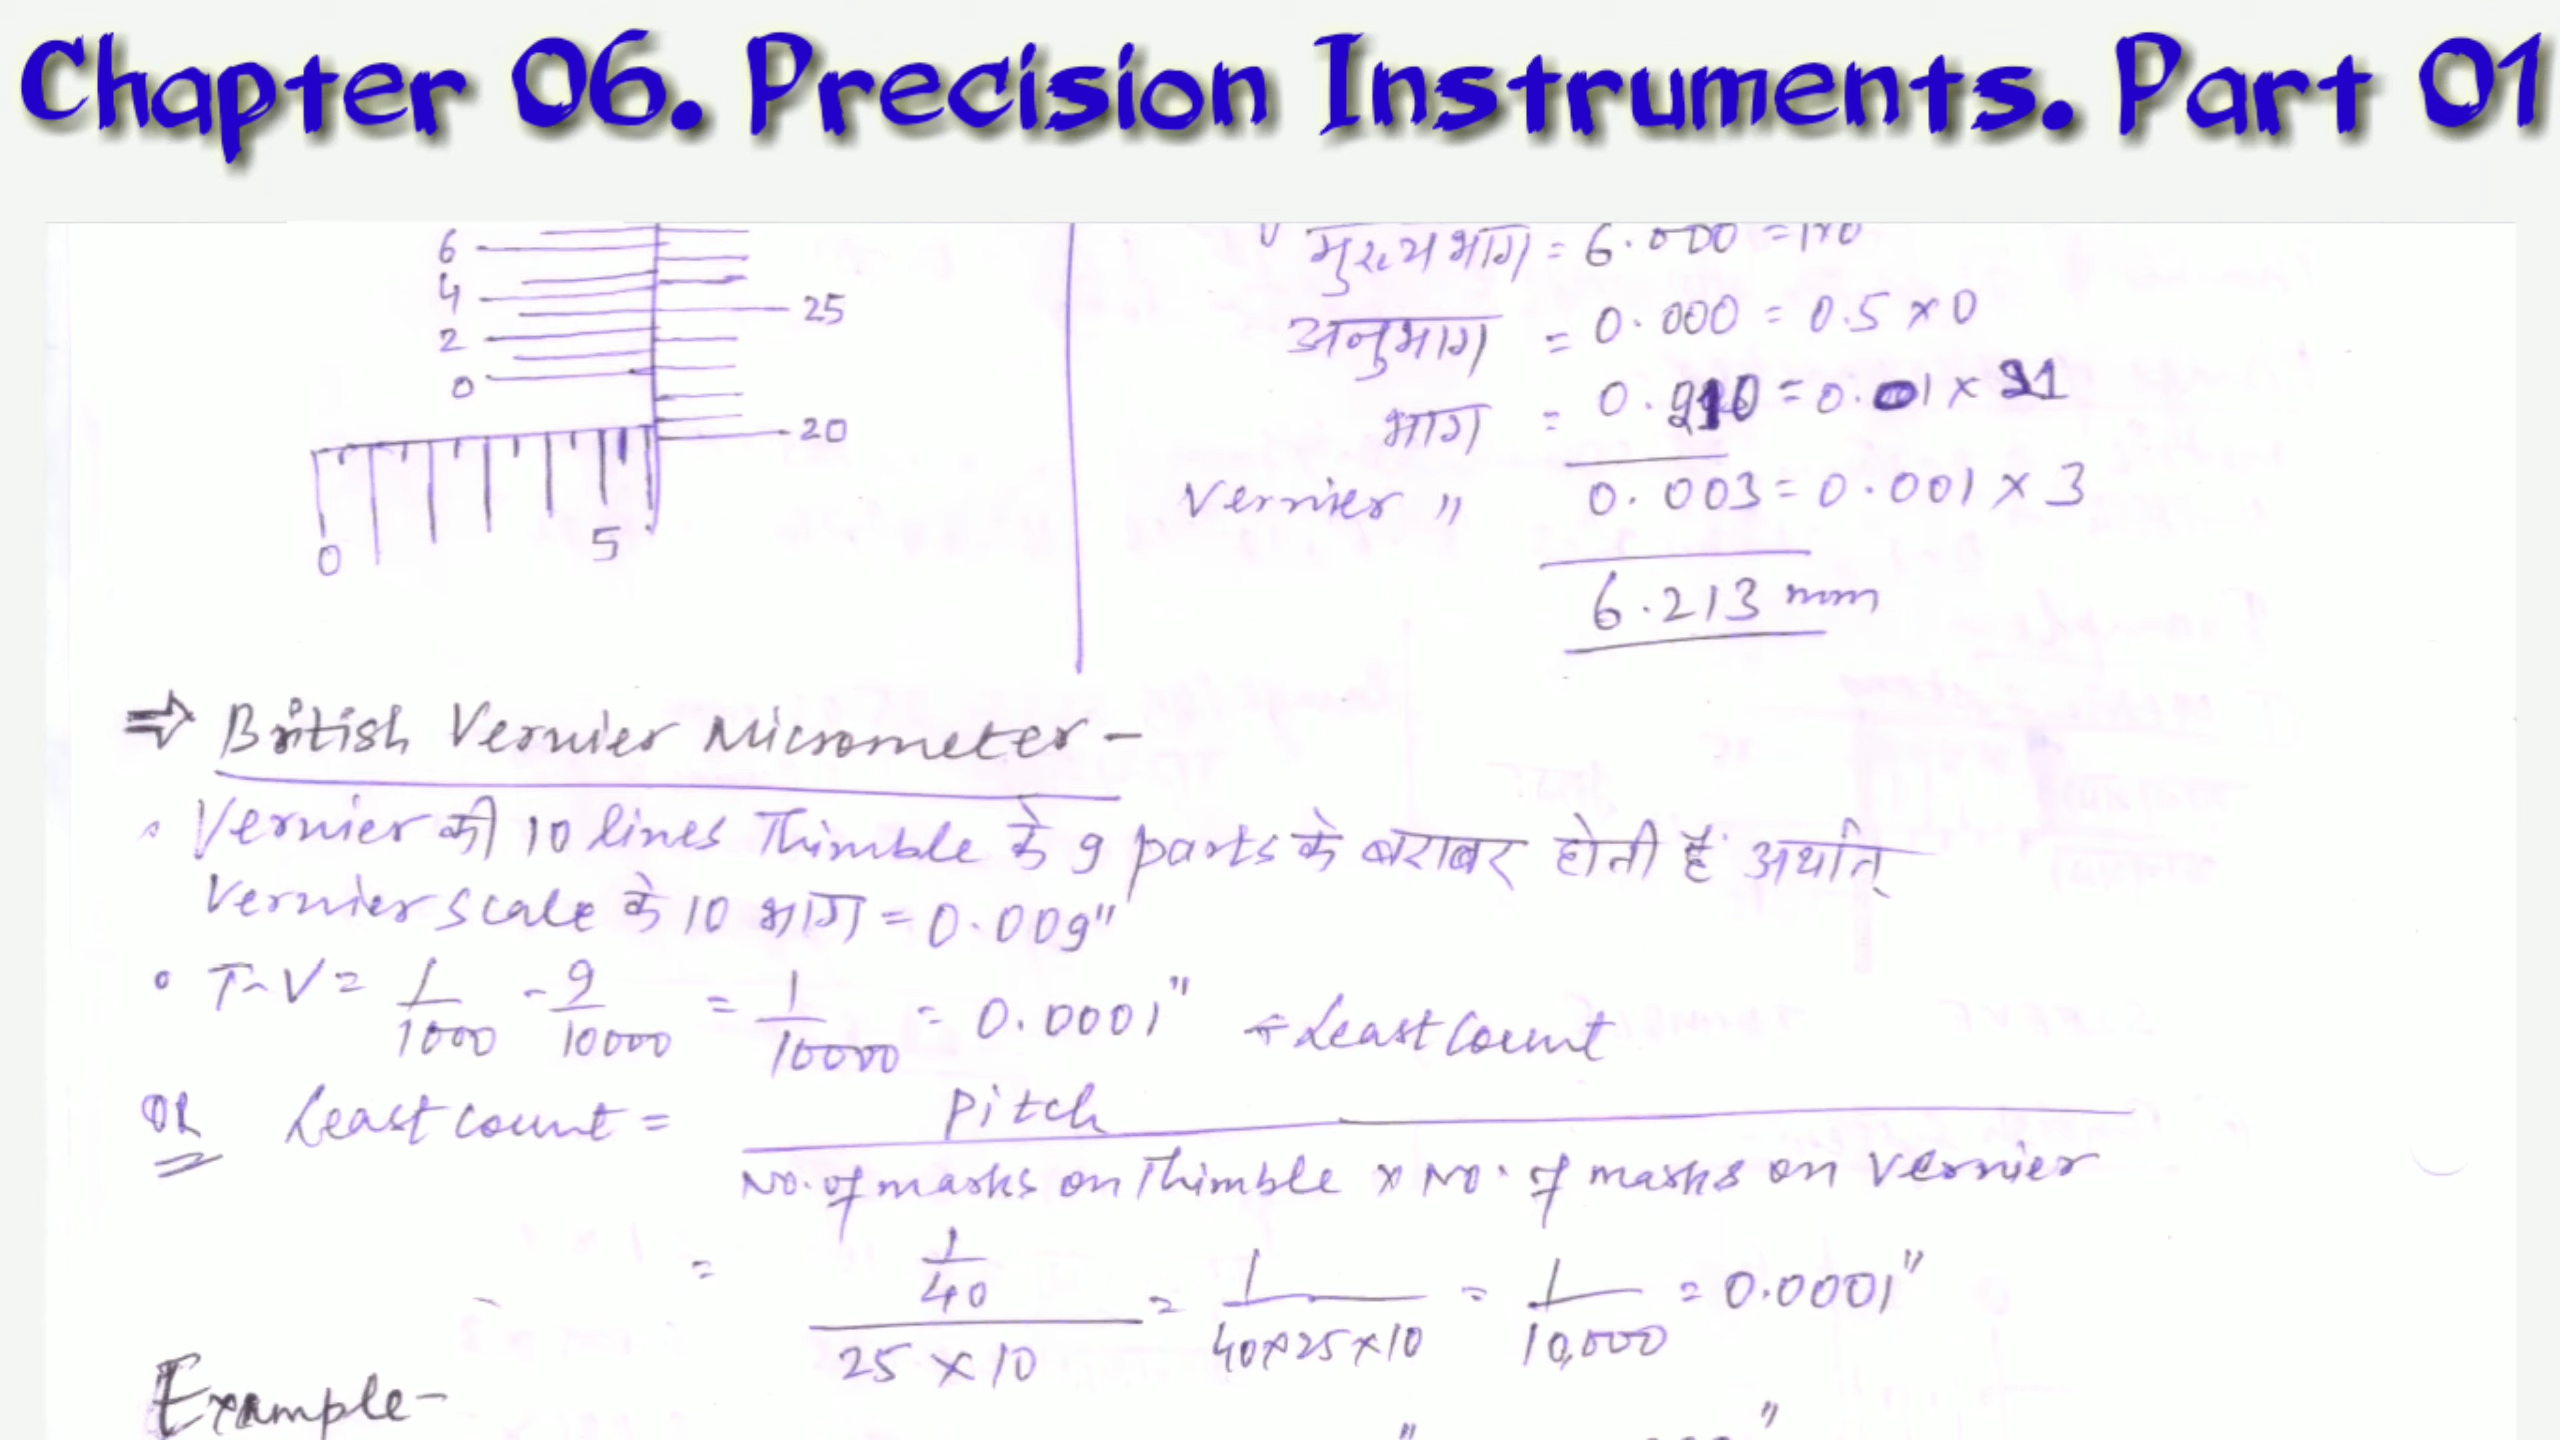 Chapter 06. Precision Instruments. Part 01
6
4
2
0
25
20
0
5
मुख्य भाग = 6.000 = 1×6
अनुभाग = 0.000 = 0.5 × 0
भाग = 0.210 = 0.01 × 21
Vernier " 0.003 = 0.001 × 3
6.213 mm
⇒ British Vernier Micrometer -
Vernier की 10 lines Thimble के 9 parts के बराबर होती हैं अर्थात्
Vernier scale के 10 भाग = 0.009"
T-V = 1/1000 - 9/10000 = 1/10000 = 0.0001" ← Least Count
OR Least count = Pitch
No. of marks on Thimble × No. of marks on Vernier
= 1/40 / 25 × 10 = 1/40×25×10 = 1/10,000 = 0.0001"
Example -